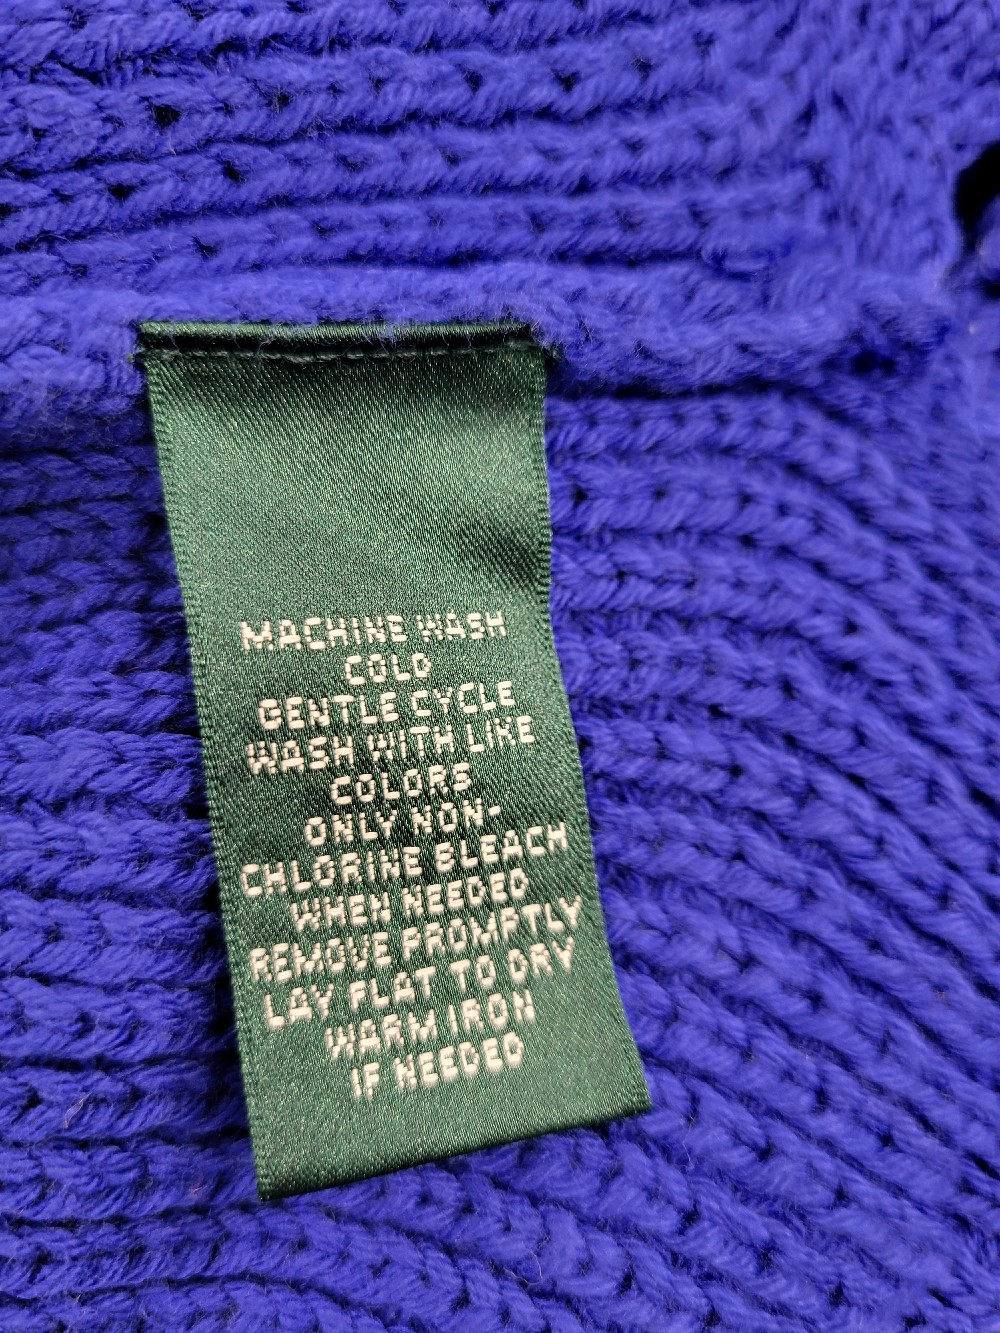 MACHINE WASH
COLD
GENTLE CYCLE
WASH WITH LIKE
COLORS
ONLY NON-
CHLORINE BLEACH
WHEN NEEDED
REMOVE PROMPTLY
LAY FLAT TO DRY
WARM IRON
IF NEEDED